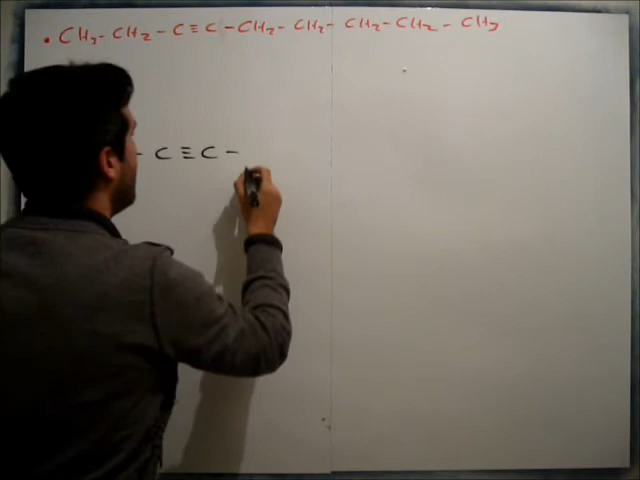 • CH₃- CH₂ - C ≡ C - CH₂ - CH₂ - CH₂ - CH₂ - CH₃
- C ≡ C -